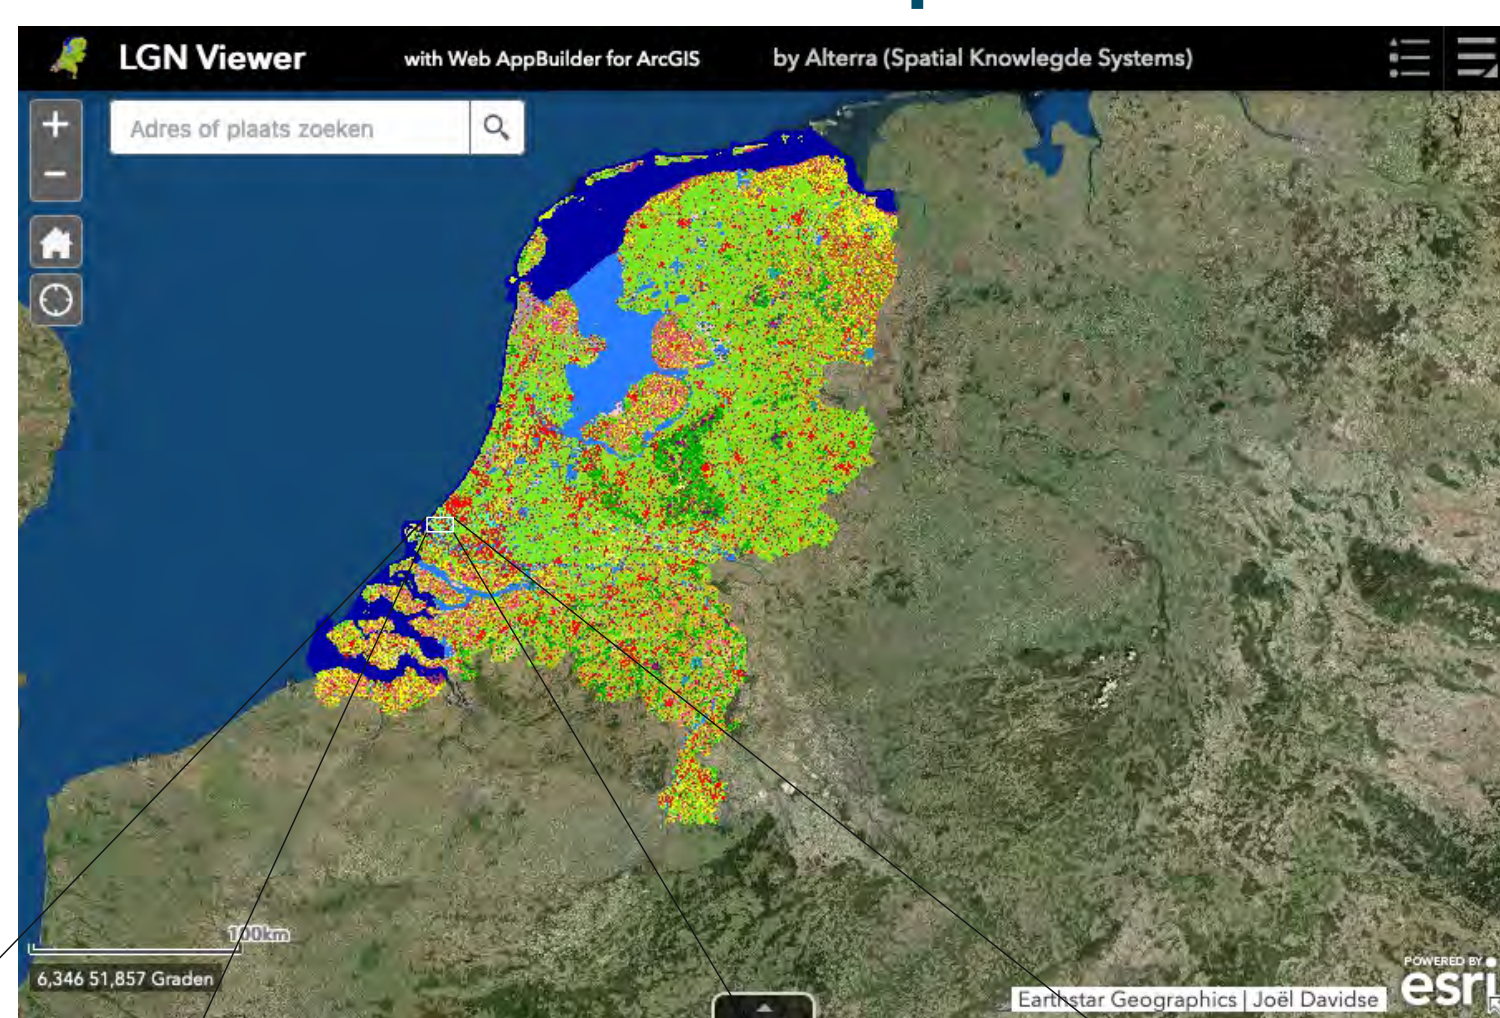 LGN Viewer with Web AppBuilder for ArcGIS by Alterra (Spatial Knowlegde Systems)
+
Adres of plaats zoeken
−
100km
6,346 51,857 Graden
POWERED BY
esri
Earthstar Geographics | Joël Davidse